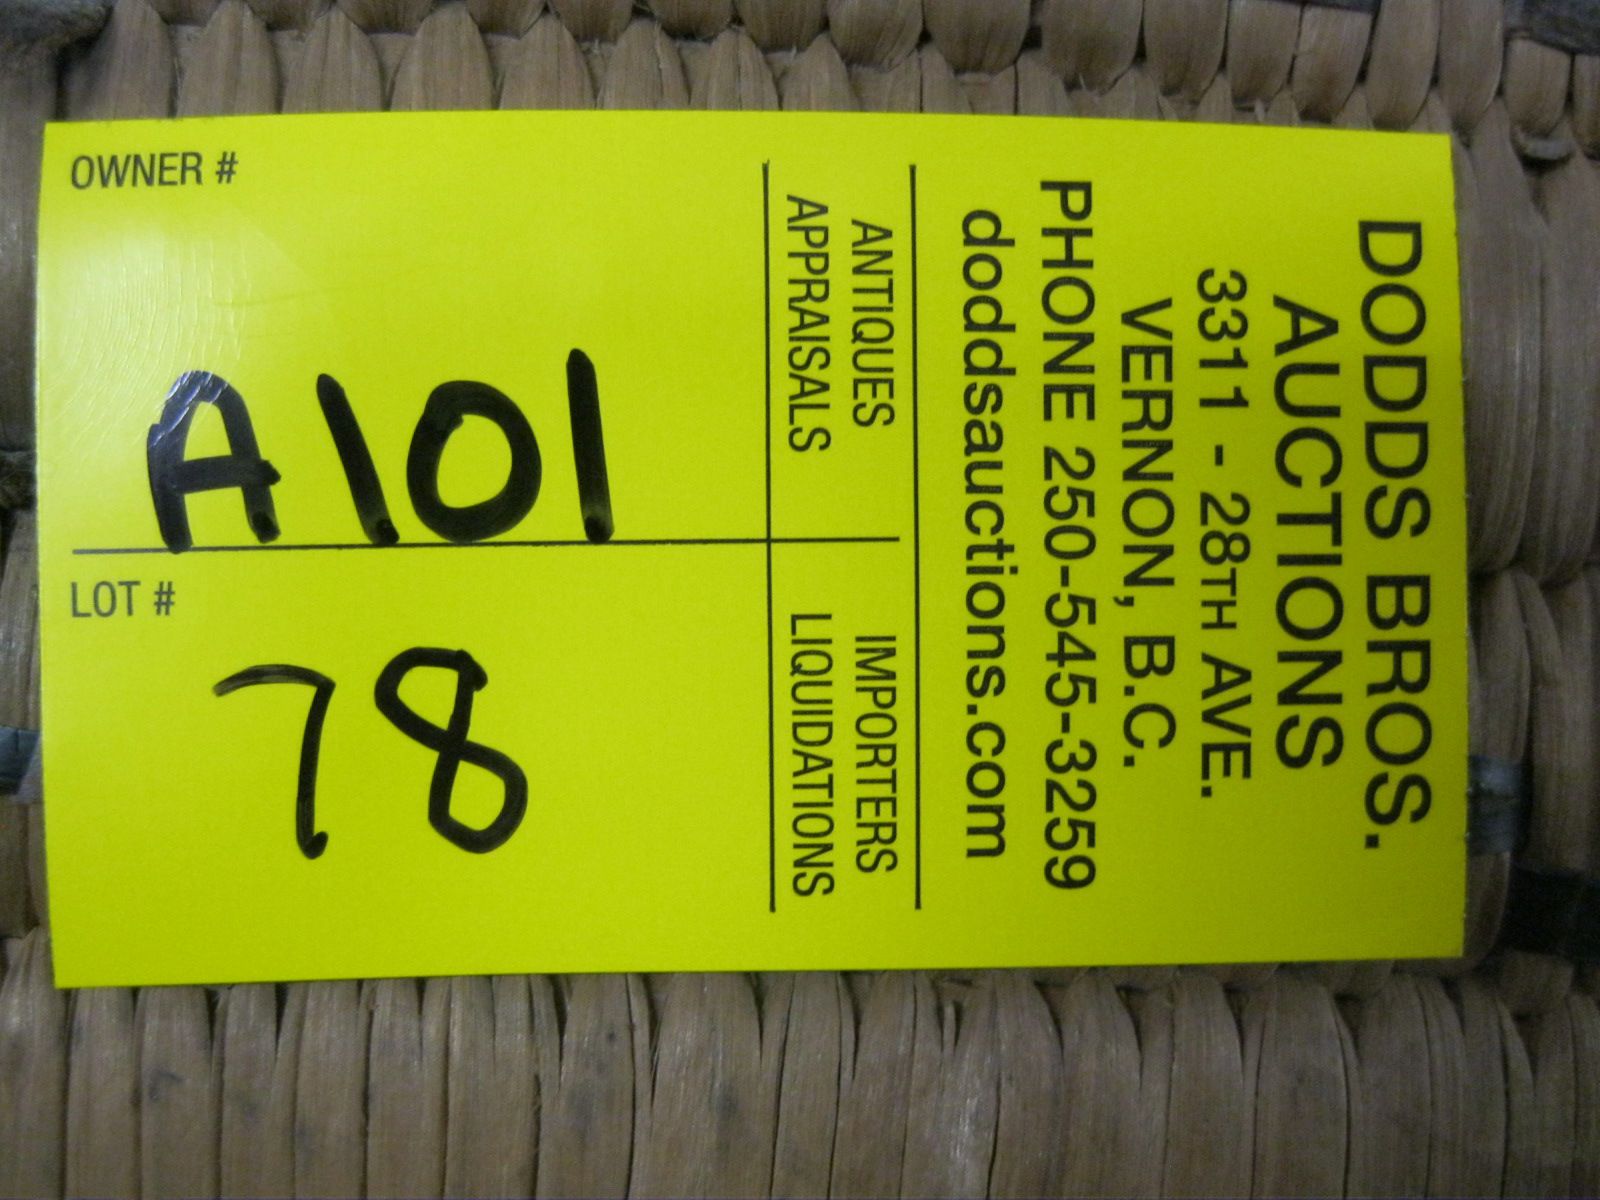 DODDS BROS.
AUCTIONS
3311 - 28TH AVE.
VERNON, B.C.
PHONE 250-545-3259
doddsauctions.com
ANTIQUES
APPRAISALS
IMPORTERS
LIQUIDATIONS
OWNER #
A101
LOT #
78